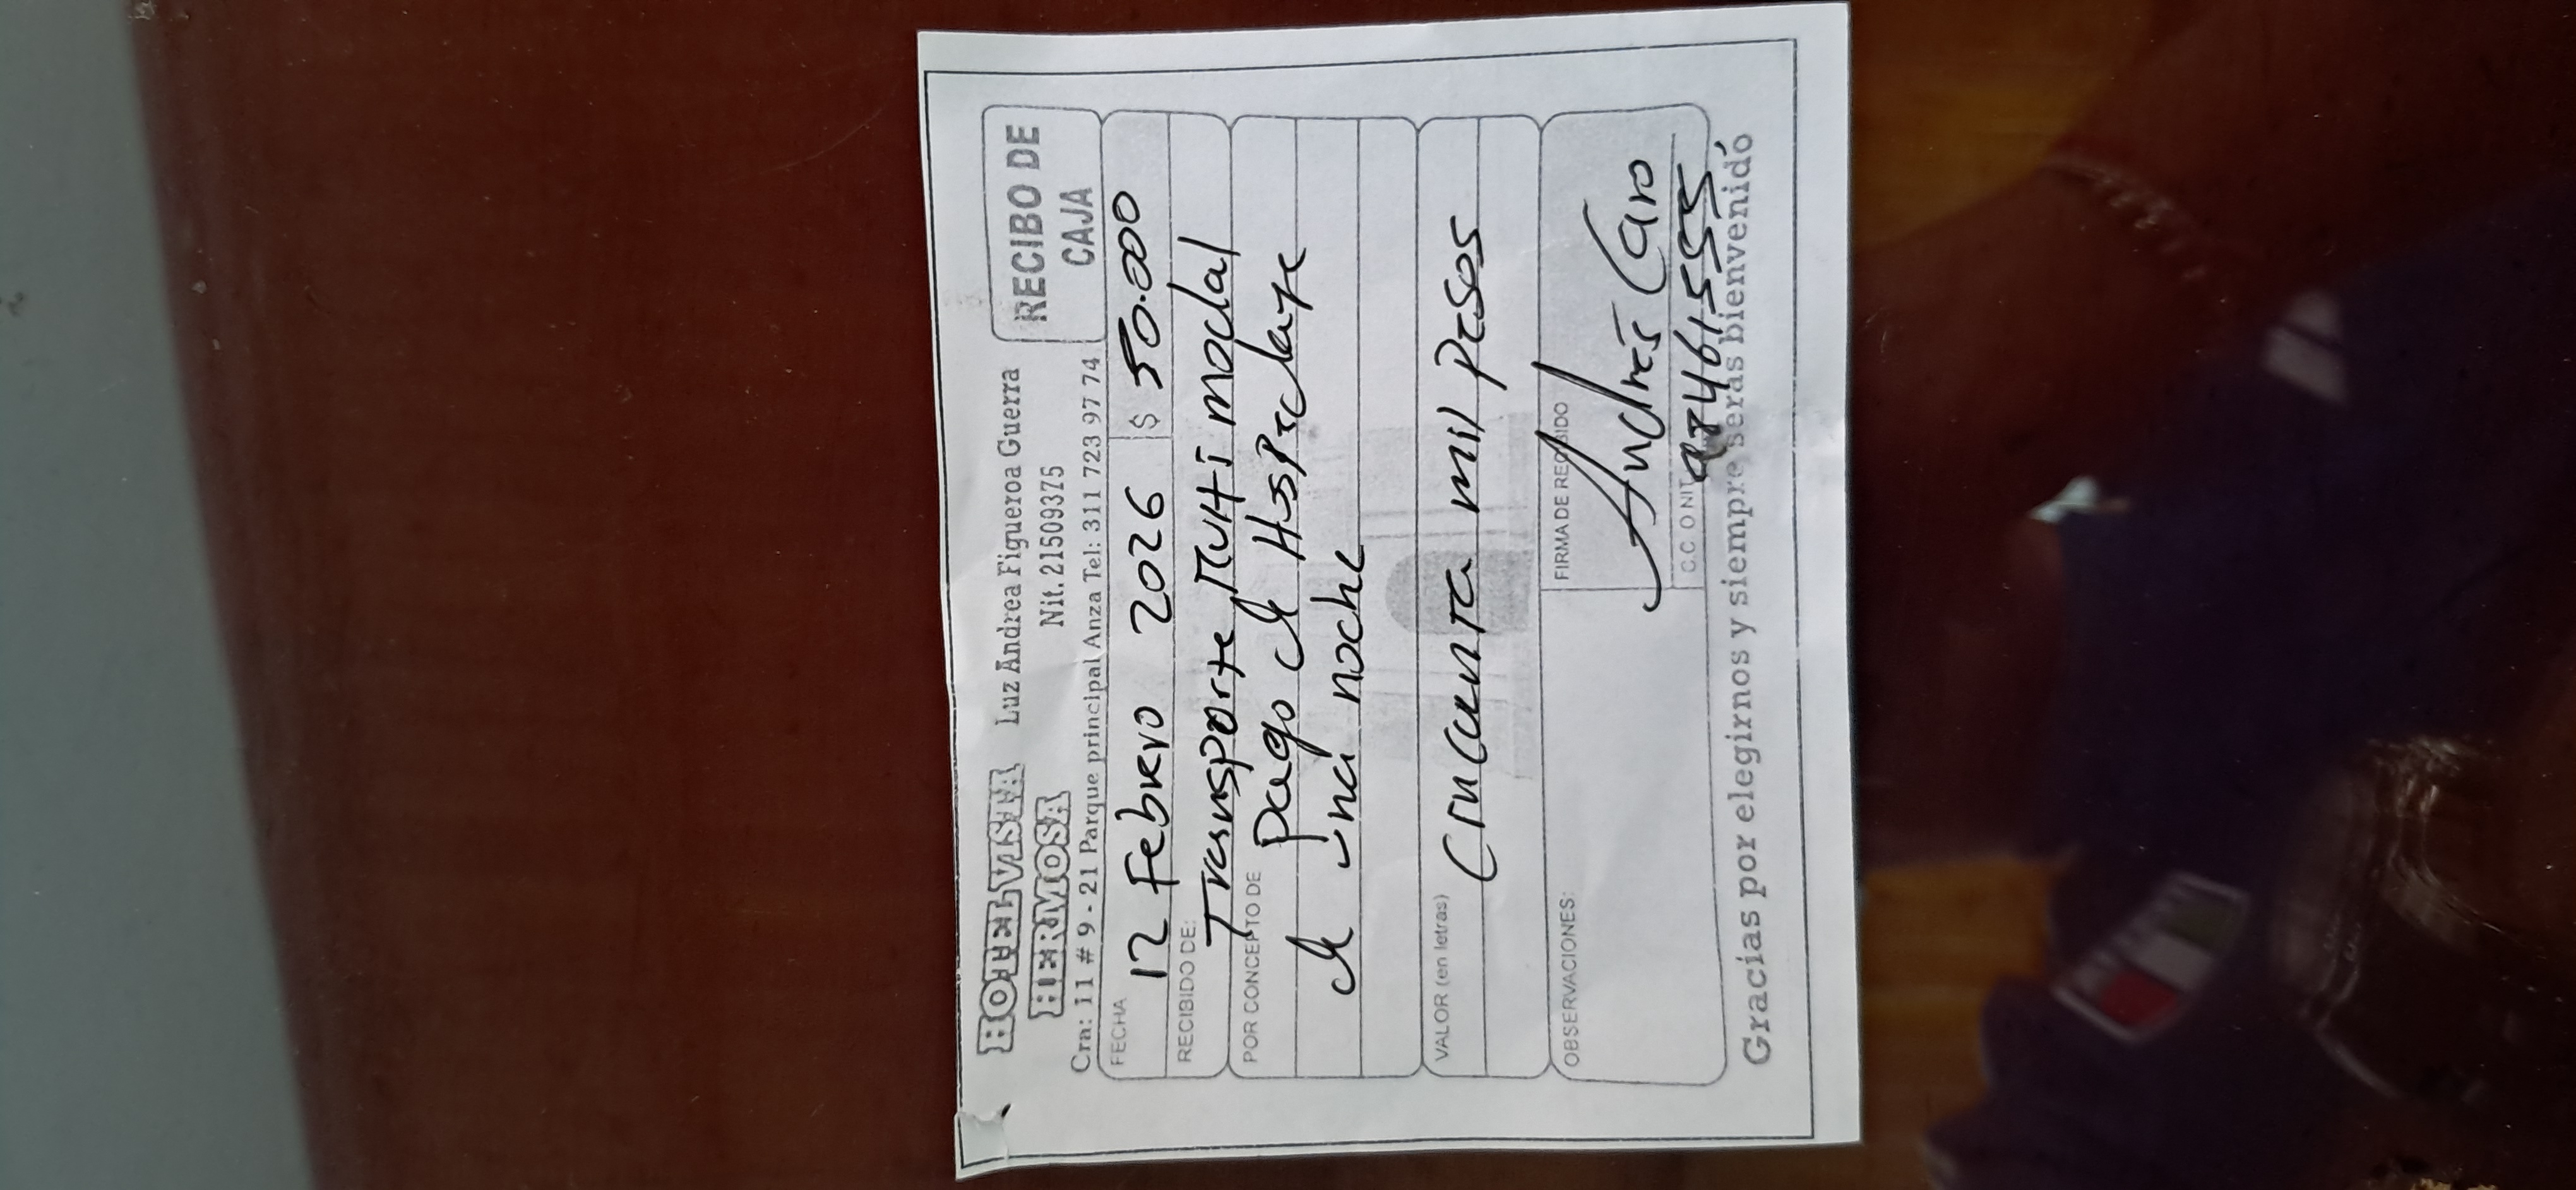 HOTEL VISTA HERMOSA
Luz Andrea Figueroa Guerra
Nit. 21509375
RECIBO DE CAJA
Cra: 11 # 9 - 21 Parque principal Anza Tel: 311 723 97 74
FECHA 12 Febrero 2026 $ 50.000
RECIBIDO DE: Transporte multimodal
POR CONCEPTO DE pago de Hospedaje
de una noche
VALOR (en letras) Cincuenta mil pesos
OBSERVACIONES:
FIRMA DE RECIBIDO
Andrés Caro
C.C. O NIT.
Gracias por elegirnos y siempre serás bienvenido